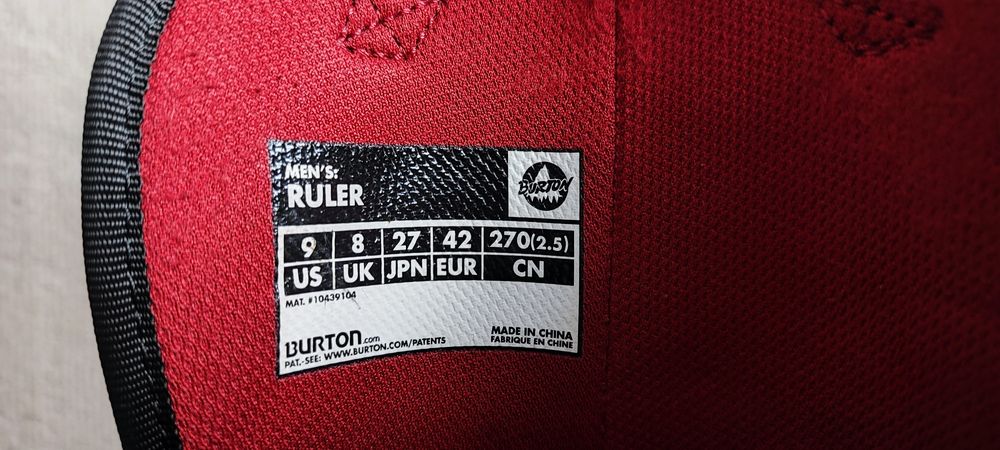 MEN'S:
RULER
BURTON
9 8 27 42 270(2.5)
US UK JPN EUR CN
MAT. #10439104
BURTON.com
PAT.-SEE: WWW.BURTON.COM/PATENTS
MADE IN CHINA
FABRIQUE EN CHINE